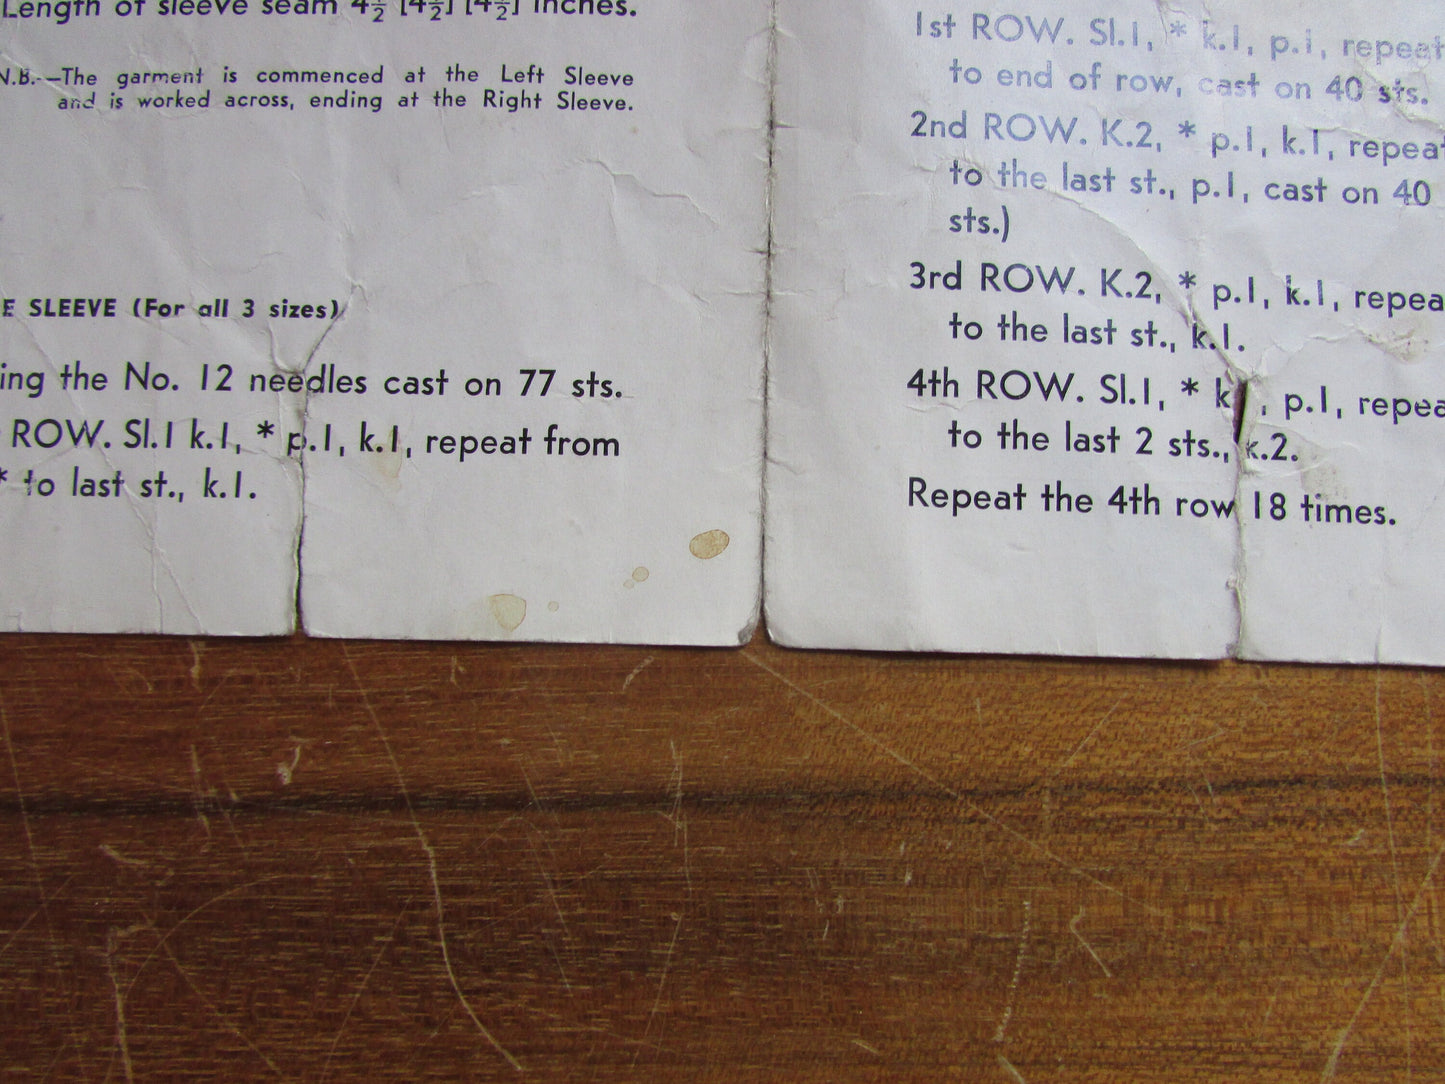 Length of sleeve seam 4½ [4½] [4½] inches.
N.B.—The garment is commenced at the Left Sleeve
and is worked across, ending at the Right Sleeve.
E SLEEVE (For all 3 sizes)
ing the No. 12 needles cast on 77 sts.
ROW. Sl.1 k.1, * p.1, k.1, repeat from
* to last st., k.1.
1st ROW. Sl.1, * k.1, p.1, repeat
to end of row, cast on 40 sts.
2nd ROW. K.2, * p.1, k.1, repeat
to the last st., p.1, cast on 40
sts.)
3rd ROW. K.2, * p.1, k.1, repea
to the last st., k.1.
4th ROW. Sl.1, * k , p.1, repea
to the last 2 sts., k.2.
Repeat the 4th row 18 times.